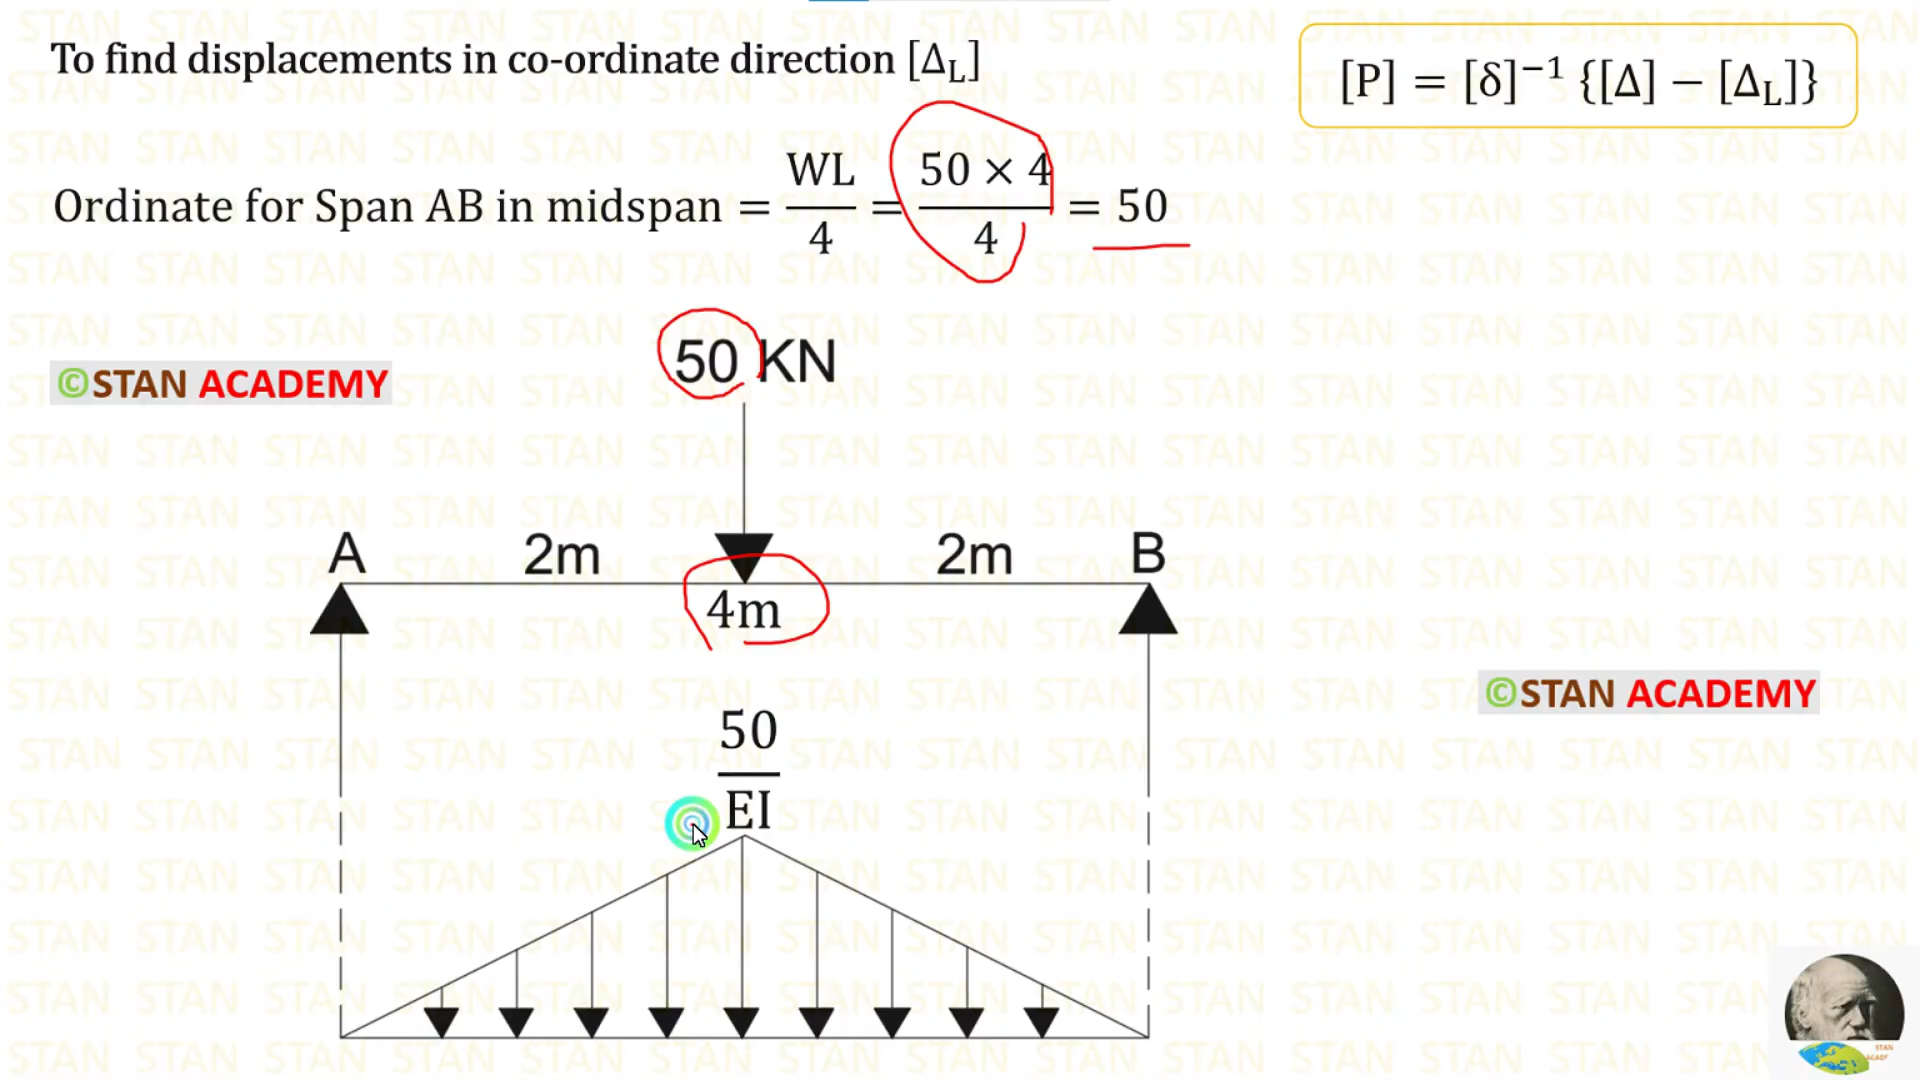 To find displacements in co-ordinate direction [Δ_L]
[P] = [δ]⁻¹ {[Δ] − [Δ_L]}
Ordinate for Span AB in midspan = WL/4 = 50 × 4/4 = 50
50 KN
©STAN ACADEMY
A 2m 2m B
4m
©STAN ACADEMY
50/EI
STAN